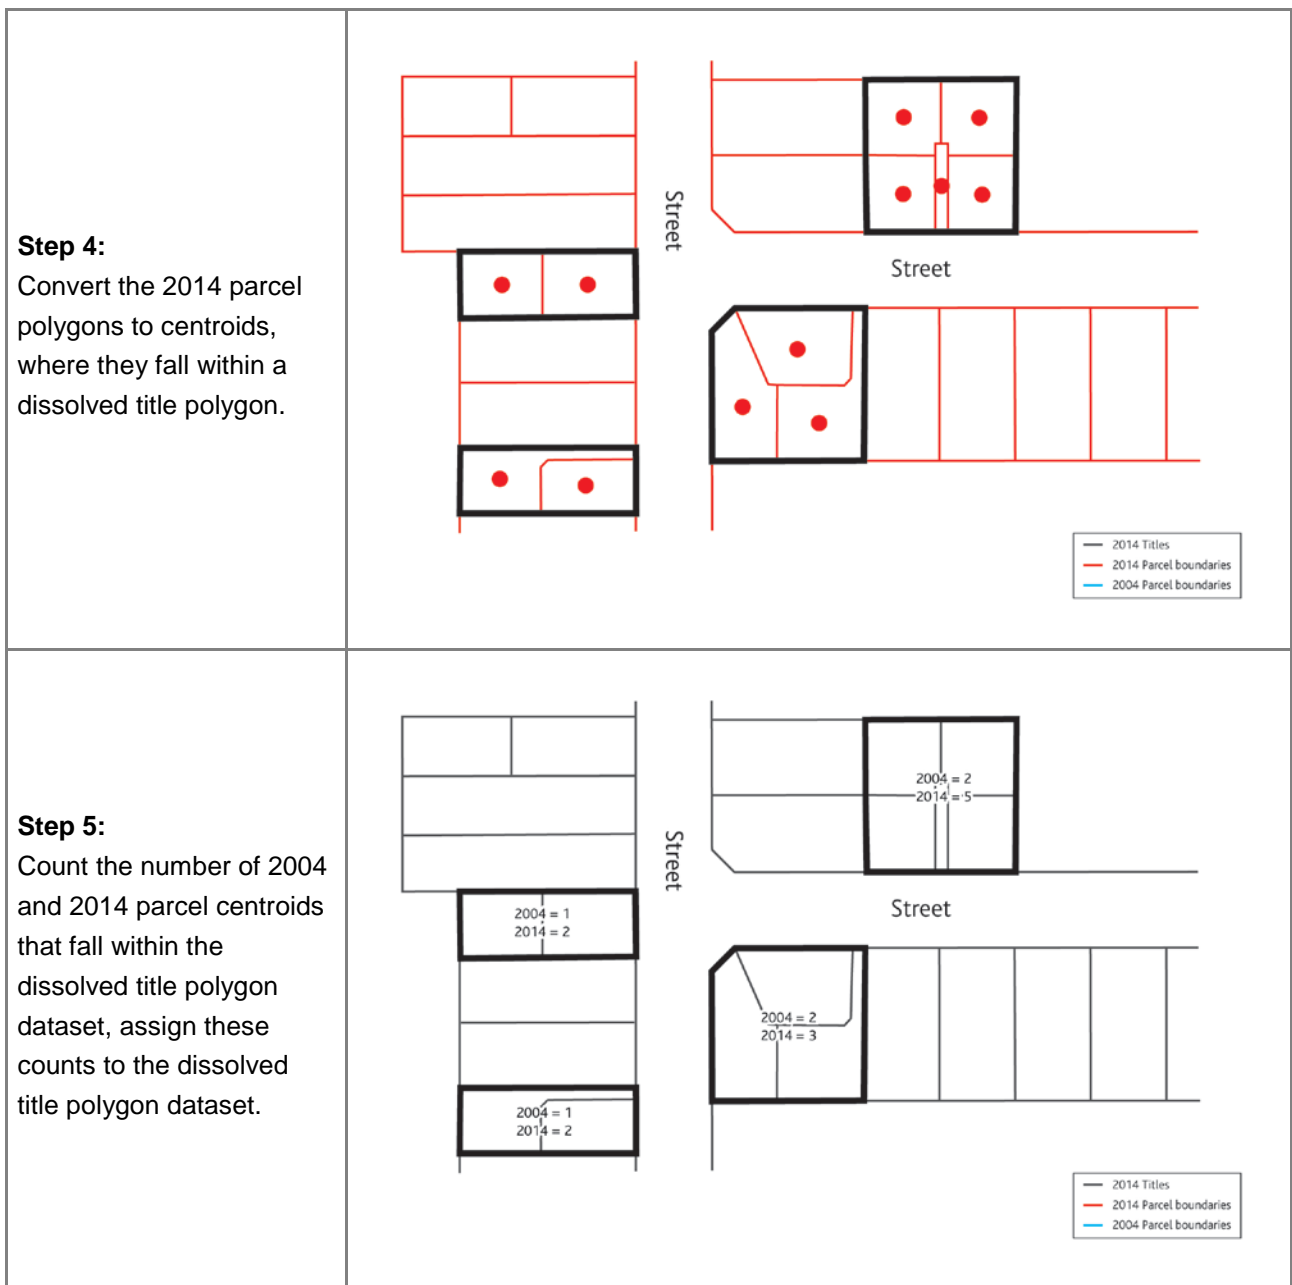 Step 4:
Convert the 2014 parcel
polygons to centroids,
where they fall within a
dissolved title polygon.
Street
Street
2014 Titles
2014 Parcel boundaries
2004 Parcel boundaries
Step 5:
Count the number of 2004
and 2014 parcel centroids
that fall within the
dissolved title polygon
dataset, assign these
counts to the dissolved
title polygon dataset.
2004 = 2
2014 = 5
Street
2004 = 1
2014 = 2
Street
2004 = 2
2014 = 3
2004 = 1
2014 = 2
2014 Titles
2014 Parcel boundaries
2004 Parcel boundaries